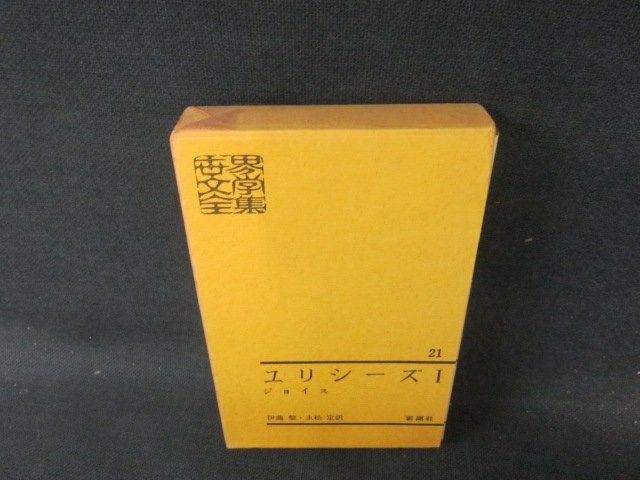 世界
文学
全集
21
ユリシーズ I
ジョイス
伊藤 整・永松 定訳 新潮社